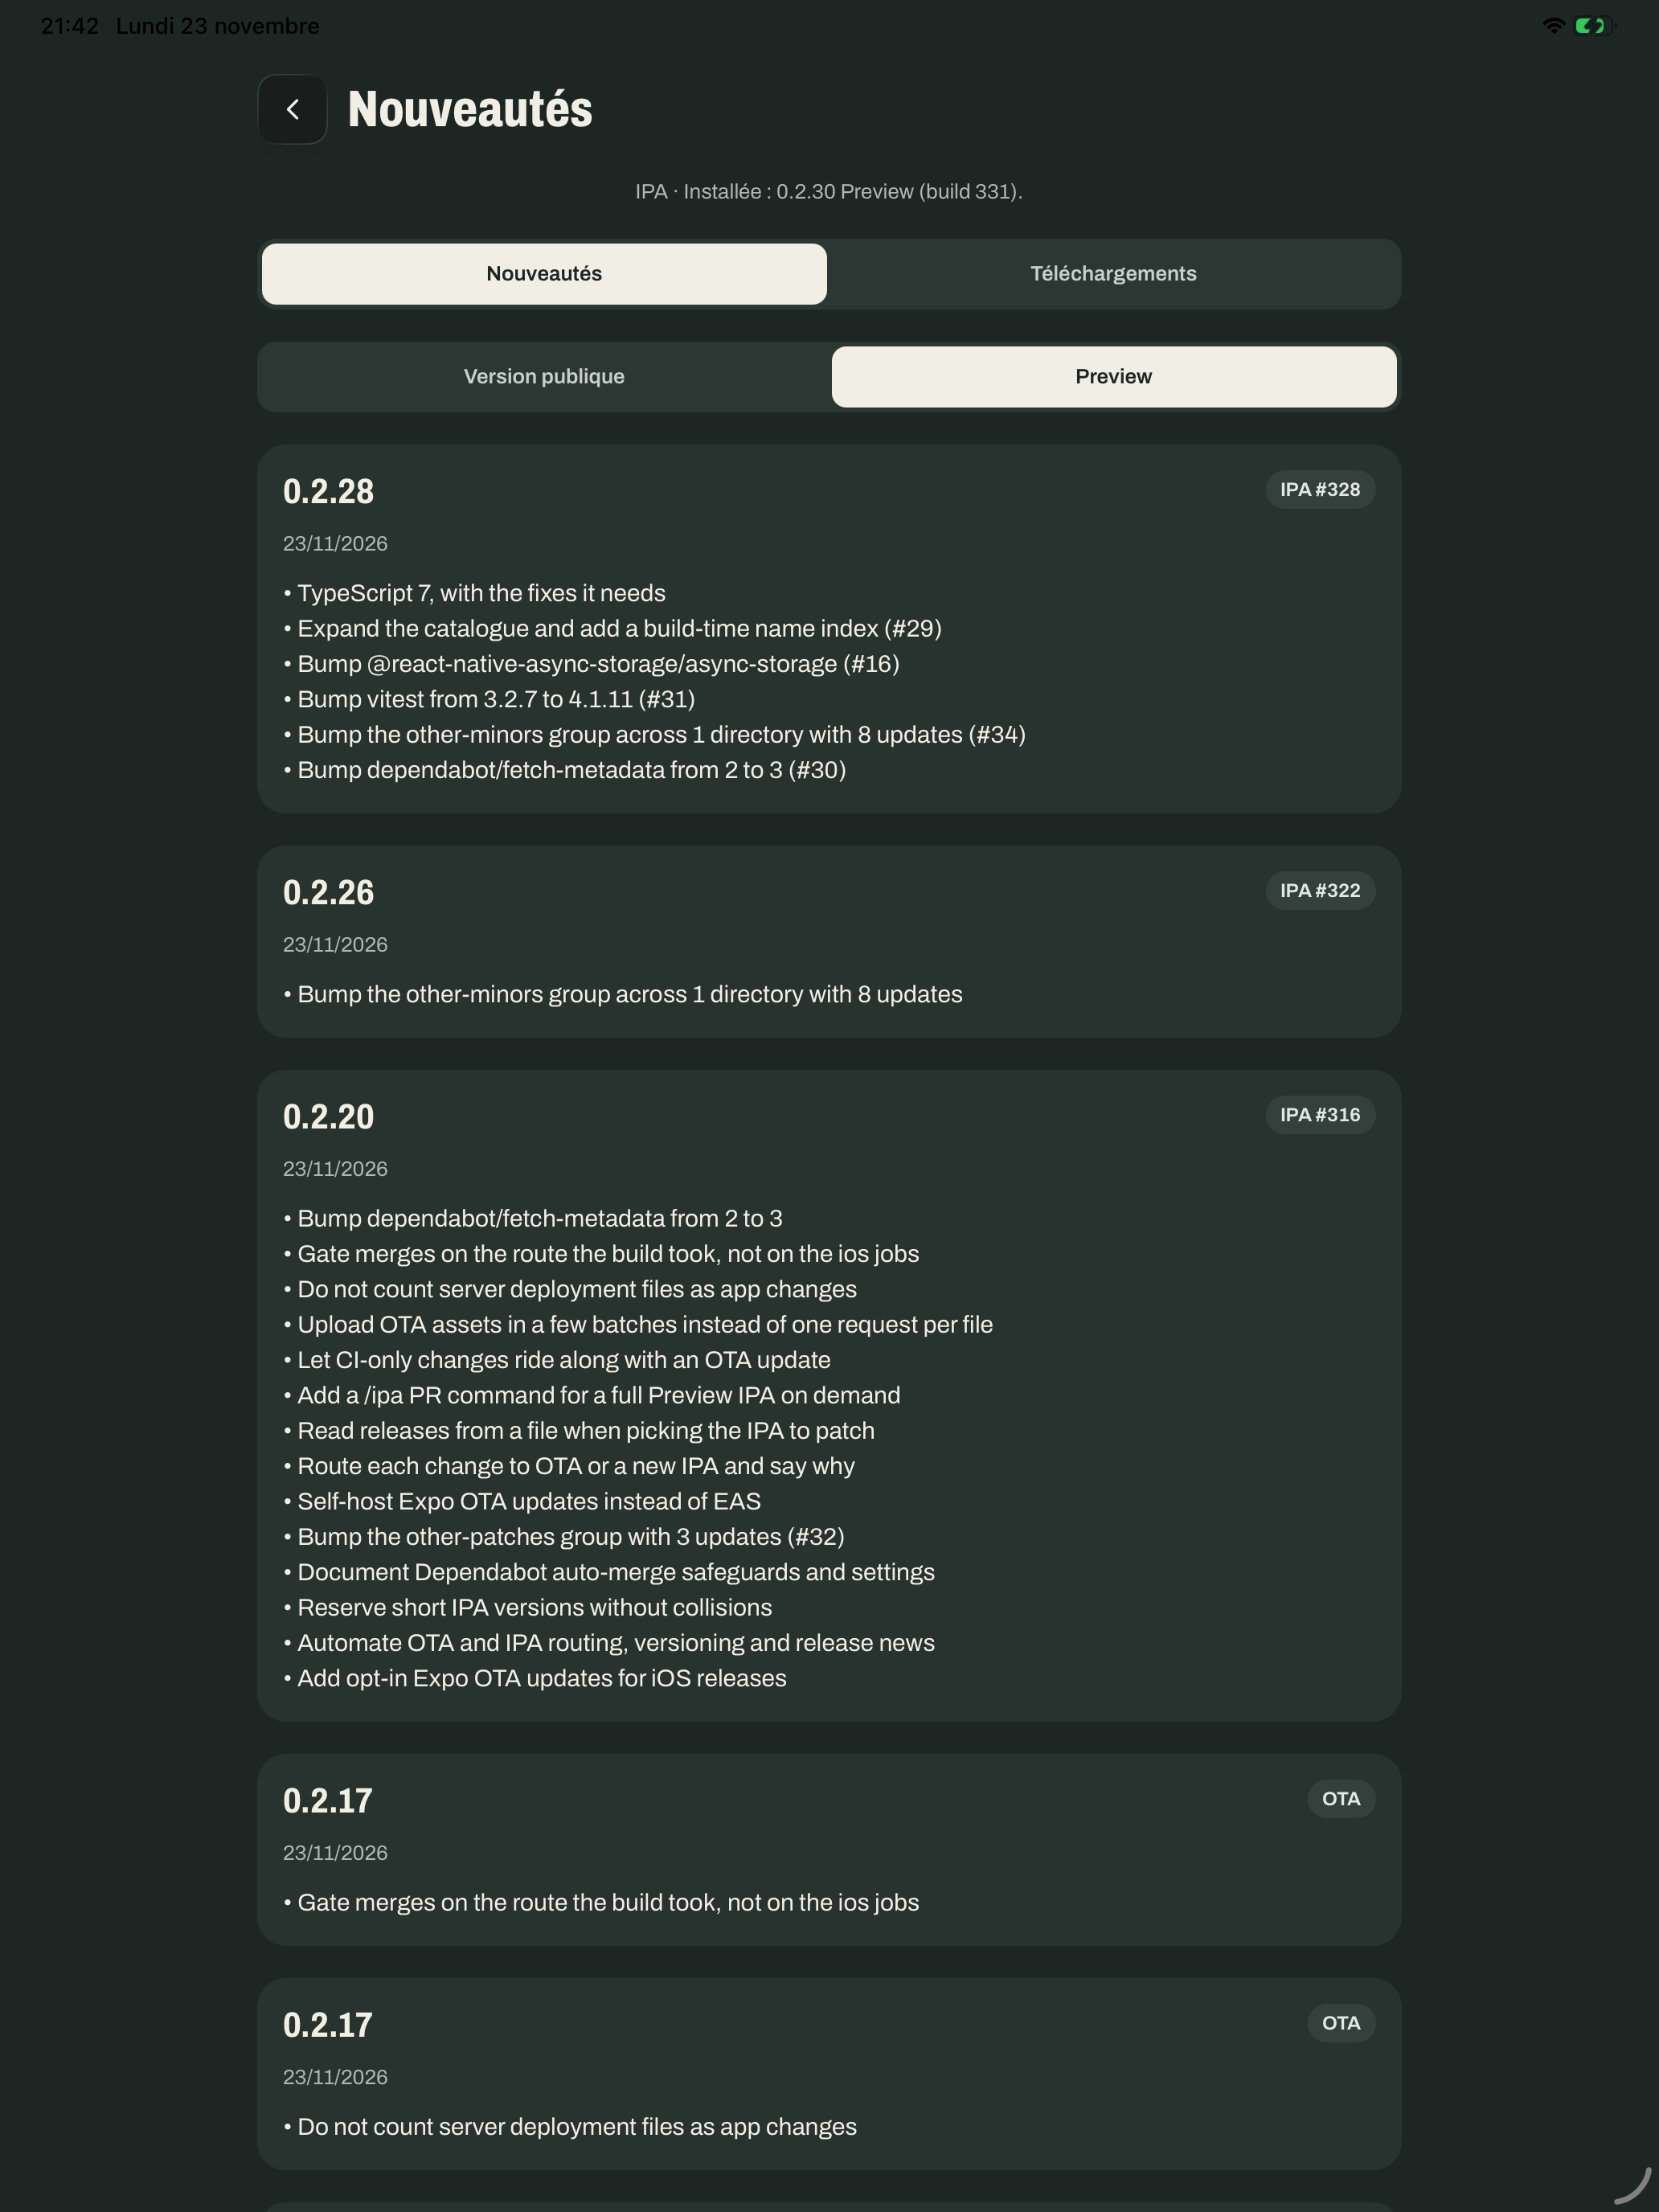 21:42 Lundi 23 novembre
Nouveautés
IPA · Installée : 0.2.30 Preview (build 331).
Nouveautés
Téléchargements
Version publique
Preview
0.2.28
IPA #328
23/11/2026
• TypeScript 7, with the fixes it needs
• Expand the catalogue and add a build-time name index (#29)
• Bump @react-native-async-storage/async-storage (#16)
• Bump vitest from 3.2.7 to 4.1.11 (#31)
• Bump the other-minors group across 1 directory with 8 updates (#34)
• Bump dependabot/fetch-metadata from 2 to 3 (#30)
0.2.26
IPA #322
23/11/2026
• Bump the other-minors group across 1 directory with 8 updates
0.2.20
IPA #316
23/11/2026
• Bump dependabot/fetch-metadata from 2 to 3
• Gate merges on the route the build took, not on the ios jobs
• Do not count server deployment files as app changes
• Upload OTA assets in a few batches instead of one request per file
• Let CI-only changes ride along with an OTA update
• Add a /ipa PR command for a full Preview IPA on demand
• Read releases from a file when picking the IPA to patch
• Route each change to OTA or a new IPA and say why
• Self-host Expo OTA updates instead of EAS
• Bump the other-patches group with 3 updates (#32)
• Document Dependabot auto-merge safeguards and settings
• Reserve short IPA versions without collisions
• Automate OTA and IPA routing, versioning and release news
• Add opt-in Expo OTA updates for iOS releases
0.2.17
OTA
23/11/2026
• Gate merges on the route the build took, not on the ios jobs
0.2.17
OTA
23/11/2026
• Do not count server deployment files as app changes